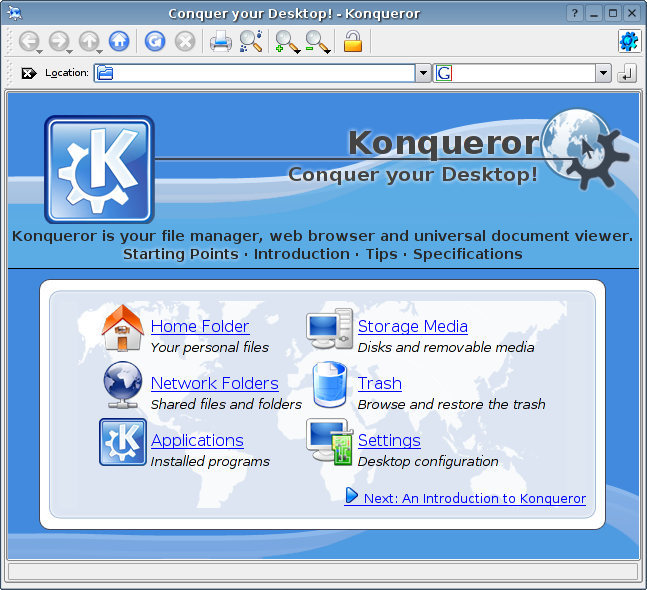 Conquer your Desktop! - Konqueror
Location:
Konqueror
Conquer your Desktop!
Konqueror is your file manager, web browser and universal document viewer.
Starting Points · Introduction · Tips · Specifications
Home Folder
Your personal files
Storage Media
Disks and removable media
Network Folders
Shared files and folders
Trash
Browse and restore the trash
Applications
Installed programs
Settings
Desktop configuration
Next: An Introduction to Konqueror